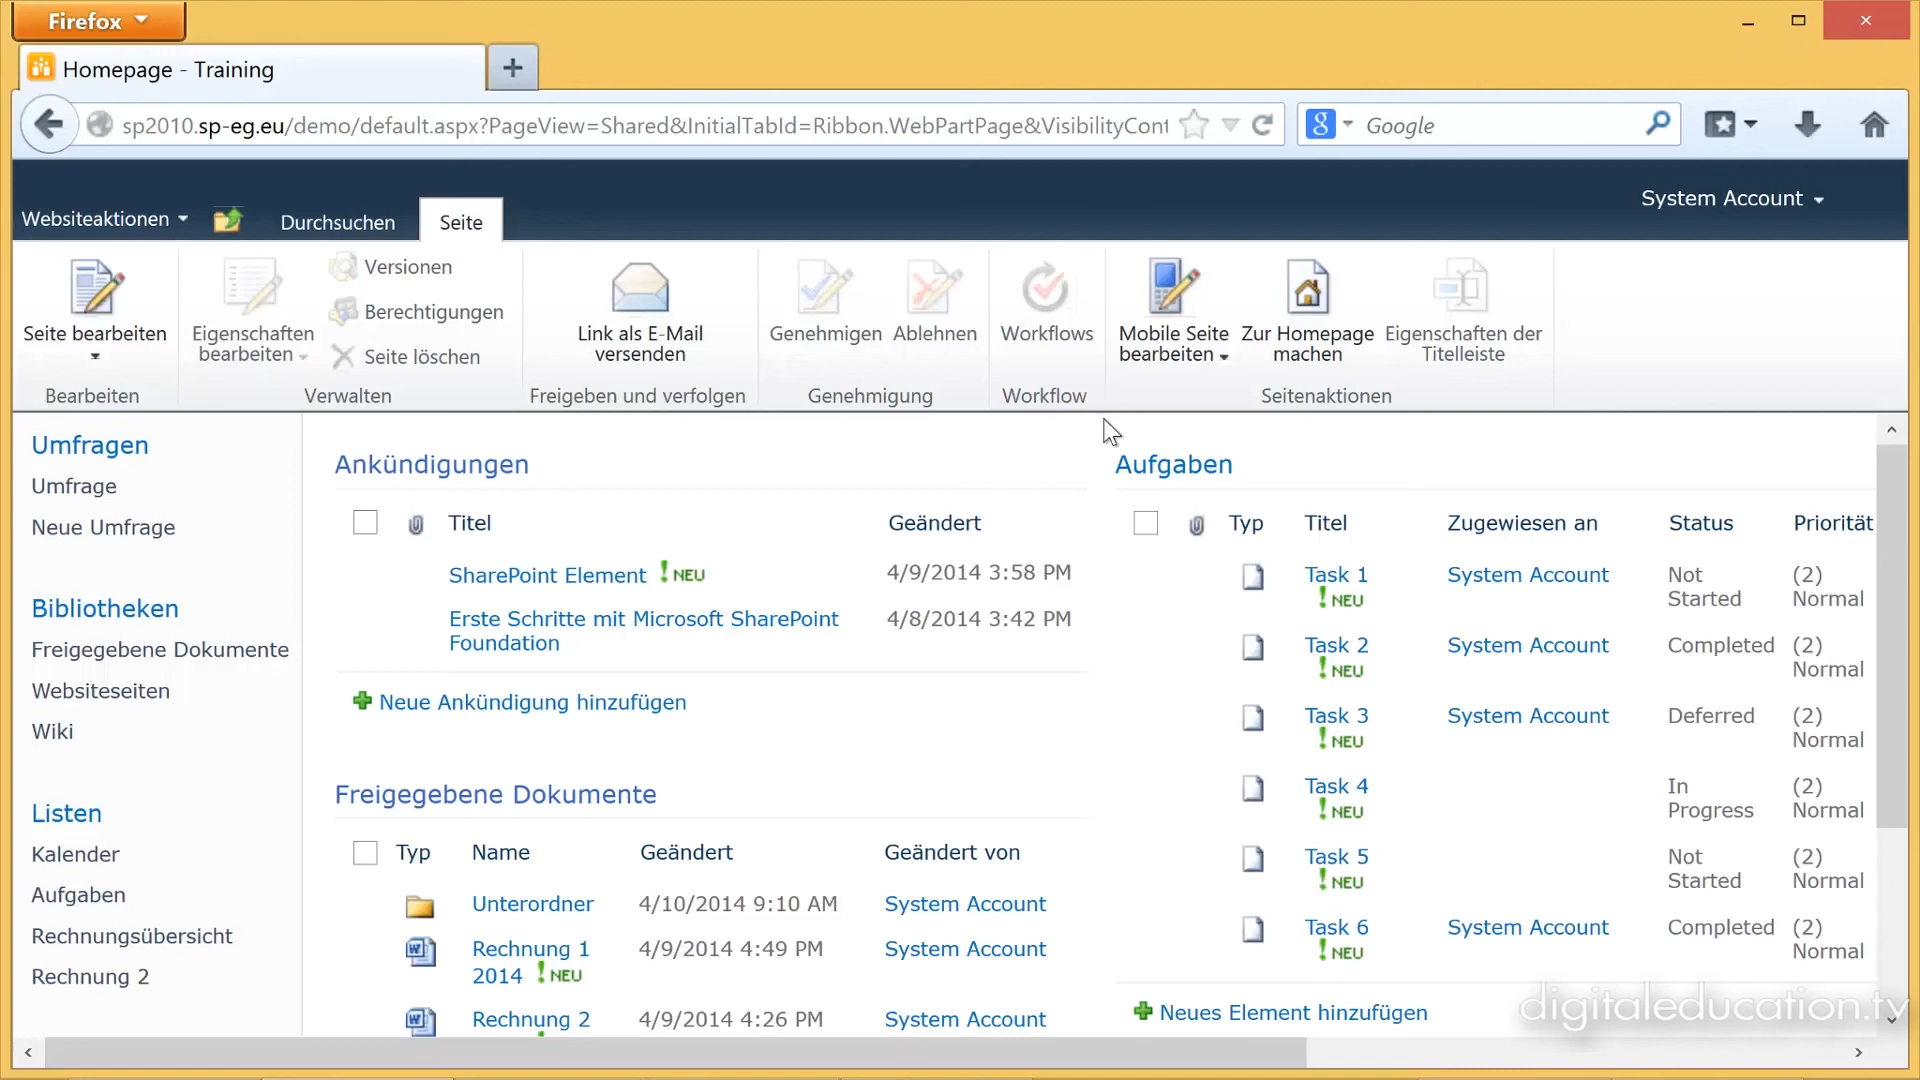 Firefox
Homepage - Training
sp2010.sp-eg.eu/demo/default.aspx?PageView=Shared&InitialTabId=Ribbon.WebPartPage&VisibilityCont
Google
Websiteaktionen
Durchsuchen
Seite
System Account
Seite bearbeiten
Bearbeiten
Eigenschaften
bearbeiten
Versionen
Berechtigungen
Seite löschen
Verwalten
Link als E-Mail
versenden
Freigeben und verfolgen
Genehmigen
Ablehnen
Genehmigung
Workflows
Workflow
Mobile Seite
bearbeiten
Zur Homepage
machen
Eigenschaften der
Titelleiste
Seitenaktionen
Umfragen
Umfrage
Neue Umfrage
Bibliotheken
Freigegebene Dokumente
Websiteseiten
Wiki
Listen
Kalender
Aufgaben
Rechnungsübersicht
Rechnung 2
Ankündigungen
Titel Geändert
SharePoint Element !NEU 4/9/2014 3:58 PM
Erste Schritte mit Microsoft SharePoint 4/8/2014 3:42 PM
Foundation
Neue Ankündigung hinzufügen
Freigegebene Dokumente
Typ Name Geändert Geändert von
Unterordner 4/10/2014 9:10 AM System Account
Rechnung 1 4/9/2014 4:49 PM System Account
2014 !NEU
Rechnung 2 4/9/2014 4:26 PM System Account
Aufgaben
Typ Titel Zugewiesen an Status Priorität
Task 1 System Account Not (2)
!NEU Started Normal
Task 2 System Account Completed (2)
!NEU Normal
Task 3 System Account Deferred (2)
!NEU Normal
Task 4 In (2)
!NEU Progress Normal
Task 5 Not (2)
!NEU Started Normal
Task 6 System Account Completed (2)
!NEU Normal
Neues Element hinzufügen
digitaleducation.tv